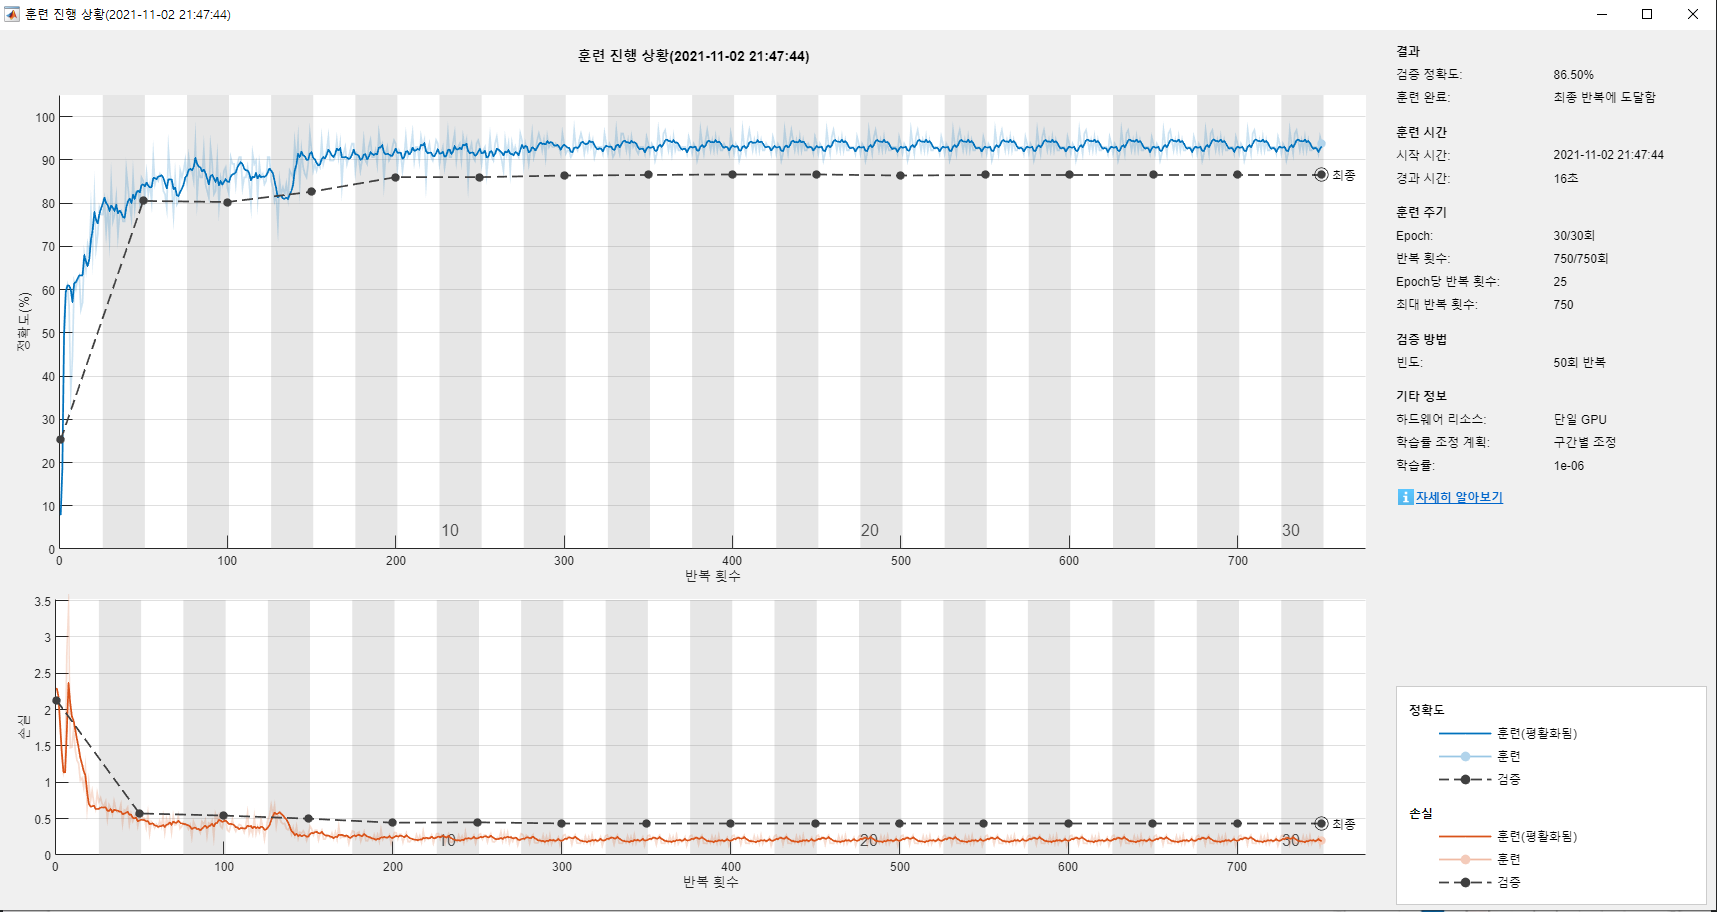 훈련 진행 상황(2021-11-02 21:47:44)
훈련 진행 상황(2021-11-02 21:47:44)
정확도(%)
100
90
80
70
60
50
40
30
20
10
0
최종
10
20
30
0
100
200
300
400
500
600
700
반복 횟수
손실
3.5
3
2.5
2
1.5
1
0.5
0
최종
10
20
30
0
100
200
300
400
500
600
700
반복 횟수
결과
검증 정확도: 86.50%
훈련 완료: 최종 반복에 도달함
훈련 시간
시작 시간: 2021-11-02 21:47:44
경과 시간: 16초
훈련 주기
Epoch: 30/30회
반복 횟수: 750/750회
Epoch당 반복 횟수: 25
최대 반복 횟수: 750
검증 방법
빈도: 50회 반복
기타 정보
하드웨어 리소스: 단일 GPU
학습률 조정 계획: 구간별 조정
학습률: 1e-06
자세히 알아보기
정확도
훈련(평활화됨)
훈련
검증
손실
훈련(평활화됨)
훈련
검증